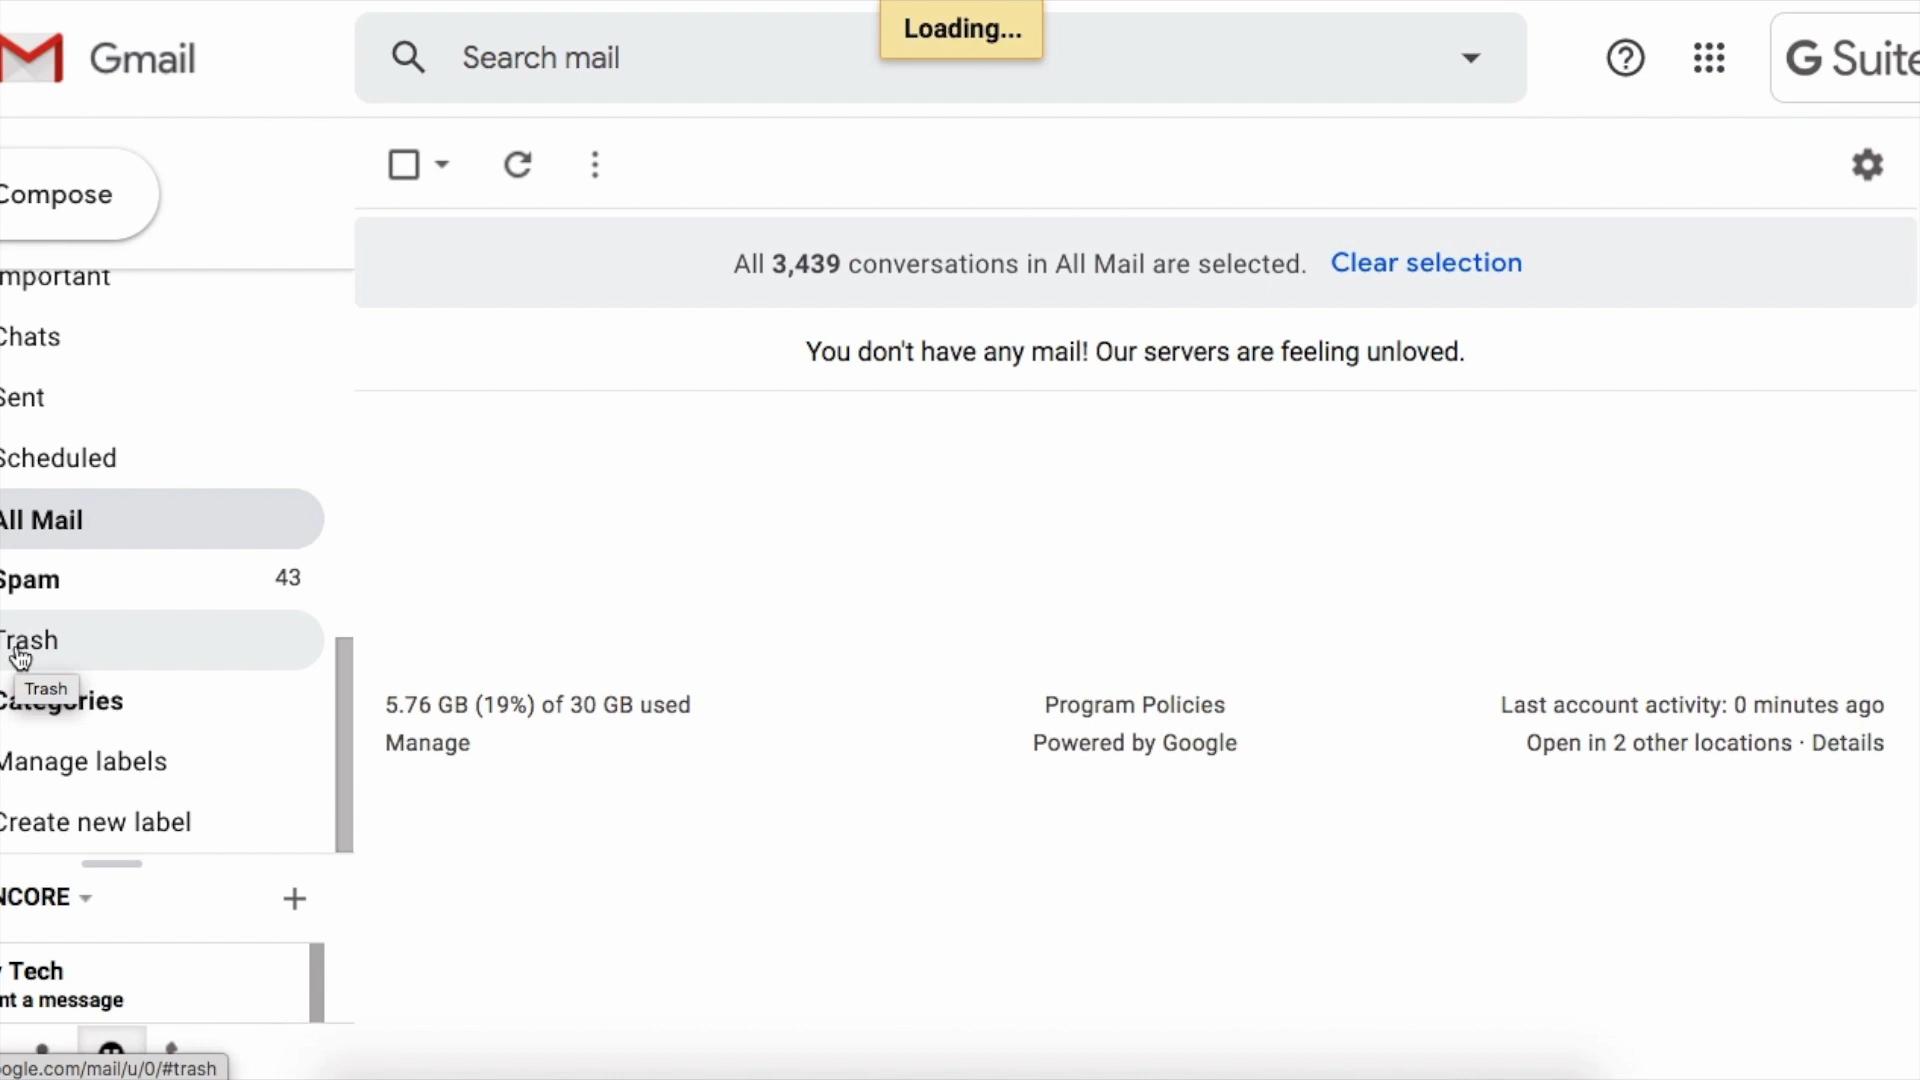 Loading...
Gmail
Search mail
G Suite
Compose
mportant
All 3,439 conversations in All Mail are selected. Clear selection
Chats
You don't have any mail! Our servers are feeling unloved.
Sent
Scheduled
All Mail
Spam 43
Trash
Trash
Categories
5.76 GB (19%) of 30 GB used
Manage
Program Policies
Powered by Google
Last account activity: 0 minutes ago
Open in 2 other locations · Details
Manage labels
Create new label
NCORE
y Tech
nt a message
ogle.com/mail/u/0/#trash